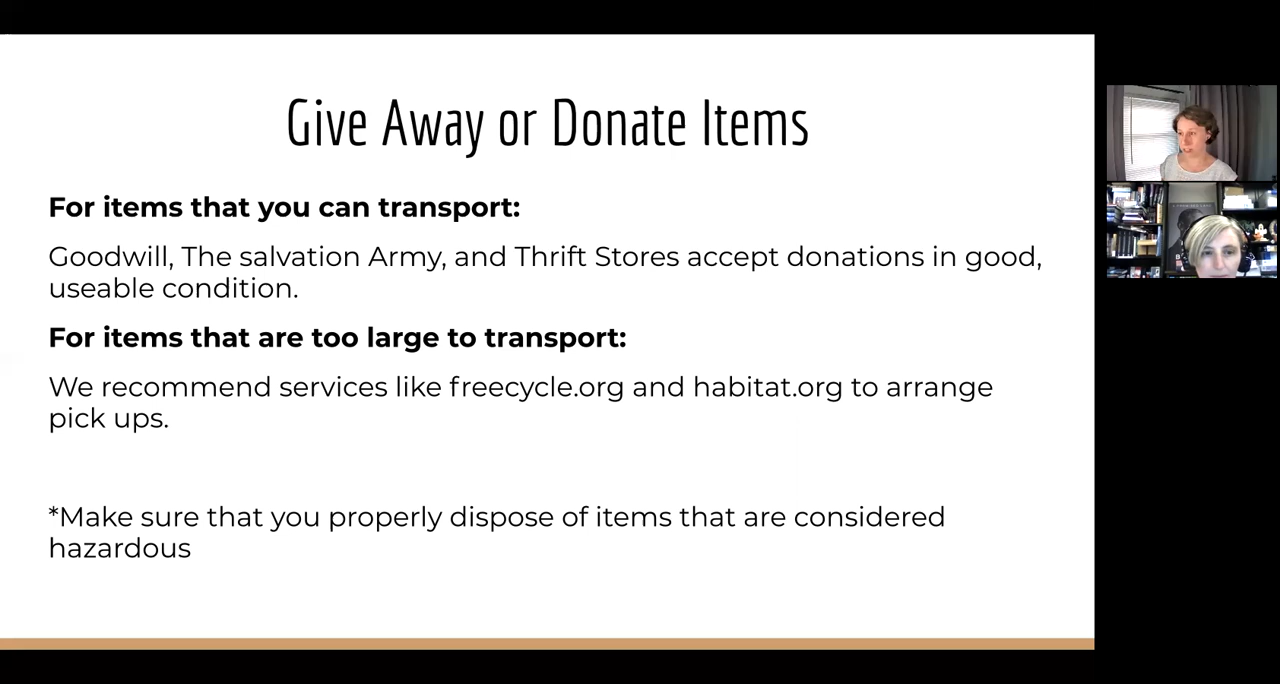 Give Away or Donate Items
For items that you can transport:
Goodwill, The salvation Army, and Thrift Stores accept donations in good,
useable condition.
For items that are too large to transport:
We recommend services like freecycle.org and habitat.org to arrange
pick ups.
*Make sure that you properly dispose of items that are considered
hazardous